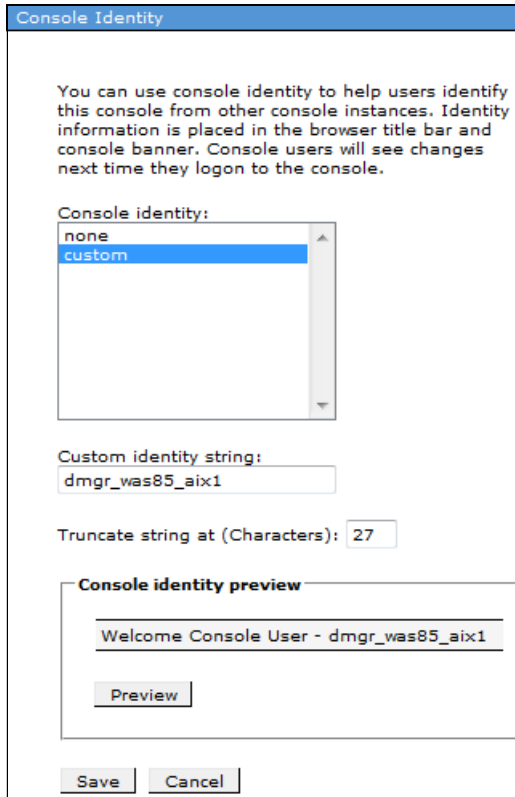 Console Identity
You can use console identity to help users identify
this console from other console instances. Identity
information is placed in the browser title bar and
console banner. Console users will see changes
next time they logon to the console.
Console identity:
none
custom
Custom identity string:
dmgr_was85_aix1
Truncate string at (Characters): 27
Console identity preview
Welcome Console User - dmgr_was85_aix1
Preview
Save Cancel